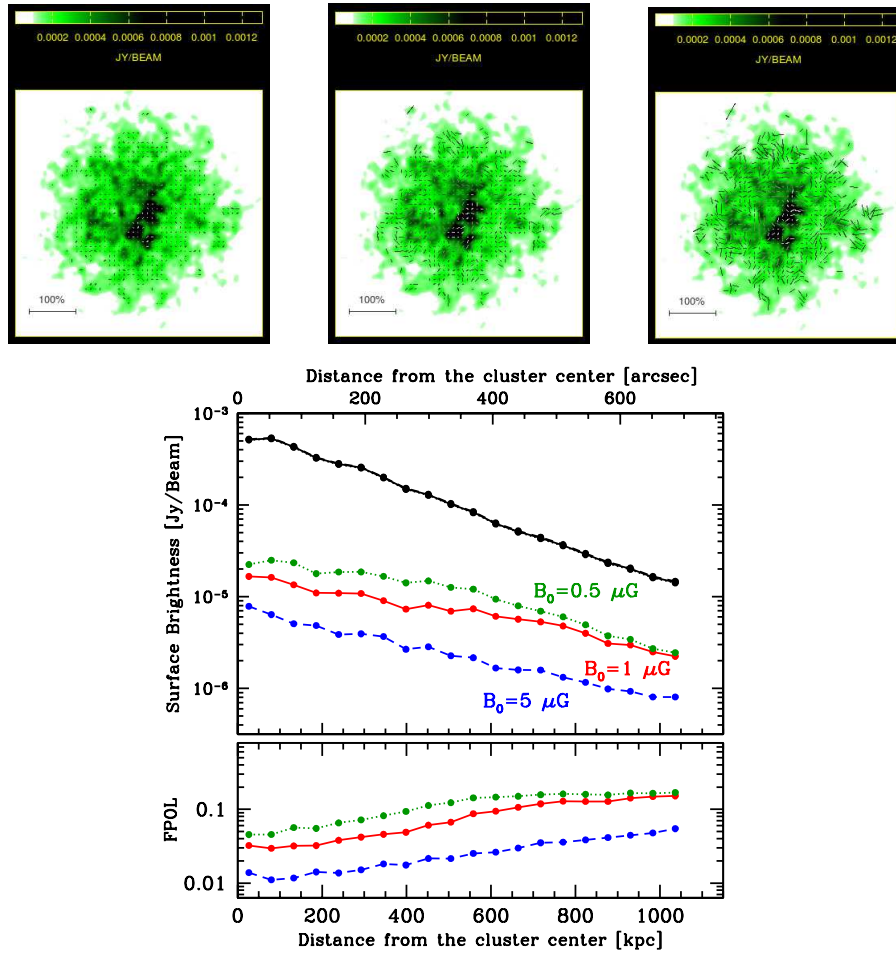 0.0002 0.0004 0.0006 0.0008 0.001 0.0012
JY/BEAM
100%
0.0002 0.0004 0.0006 0.0008 0.001 0.0012
JY/BEAM
100%
0.0002 0.0004 0.0006 0.0008 0.001 0.0012
JY/BEAM
100%
Distance from the cluster center [arcsec]
0 200 400 600
Surface Brightness [Jy/Beam]
10⁻³
10⁻⁴
10⁻⁵
10⁻⁶
B₀=0.5 μG
B₀=1 μG
B₀=5 μG
FPOL
0.1
0.01
0 200 400 600 800 1000
Distance from the cluster center [kpc]